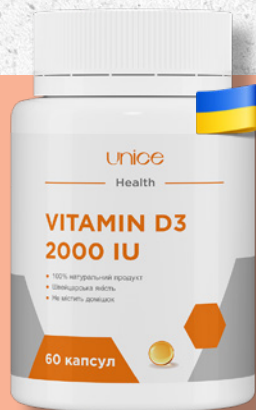 unice
Health
VITAMIN D3
2000 IU
• 100% натуральний продукт
• Швейцарська якість
• Не містить домішок
60 капсул